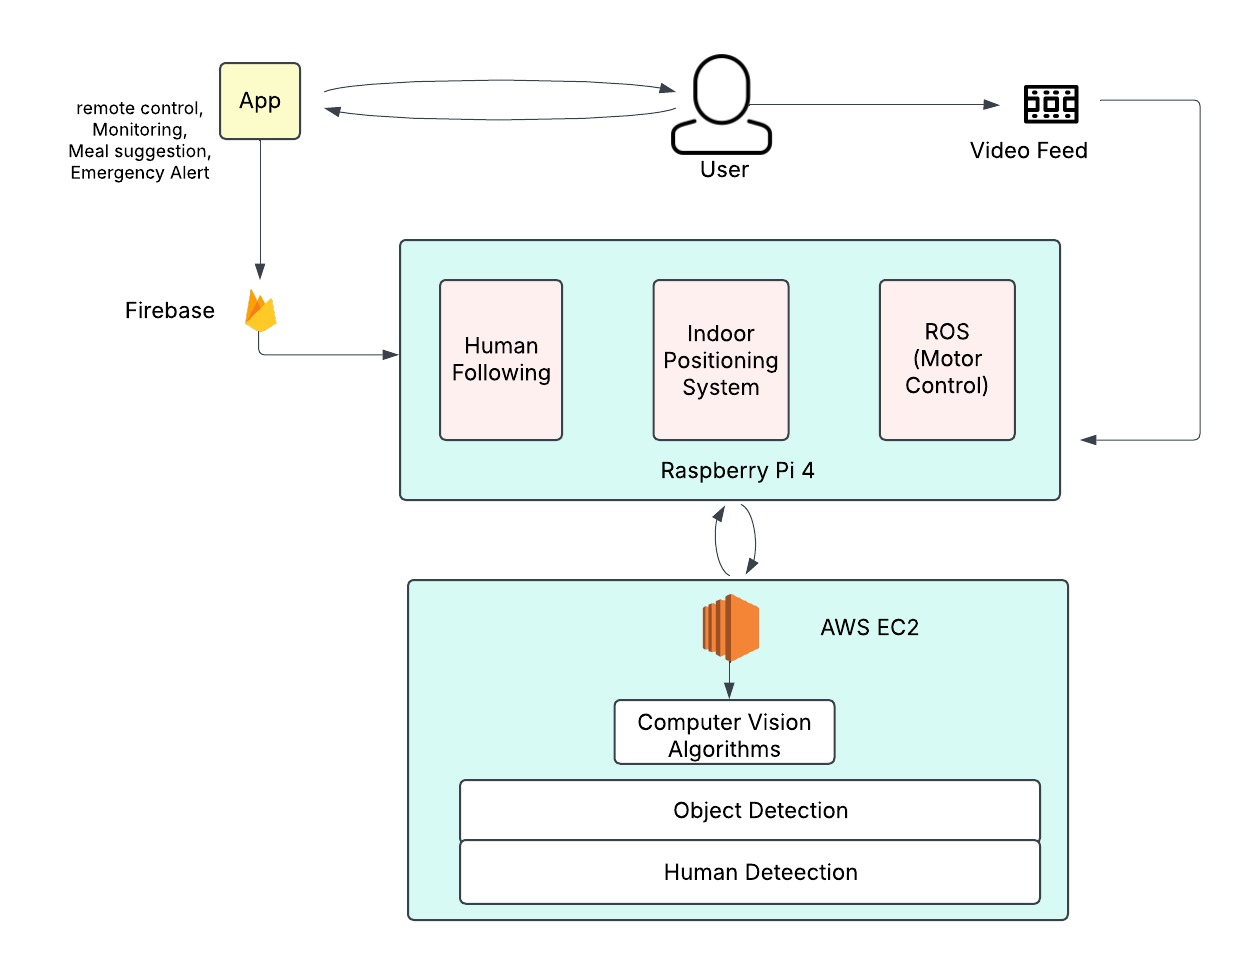 App
remote control,
Monitoring,
Meal suggestion,
Emergency Alert
User
Video Feed
Firebase
Human
Following
Indoor
Positioning
System
ROS
(Motor
Control)
Raspberry Pi 4
AWS EC2
Computer Vision
Algorithms
Object Detection
Human Deteection